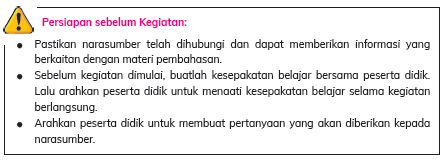 Persiapan sebelum Kegiatan:
● Pastikan narasumber telah dihubungi dan dapat memberikan informasi yang
berkaitan dengan materi pembahasan.
● Sebelum kegiatan dimulai, buatlah kesepakatan belajar bersama peserta didik.
Lalu arahkan peserta didik untuk menaati kesepakatan belajar selama kegiatan
berlangsung.
● Arahkan peserta didik untuk membuat pertanyaan yang akan diberikan kepada
narasumber.